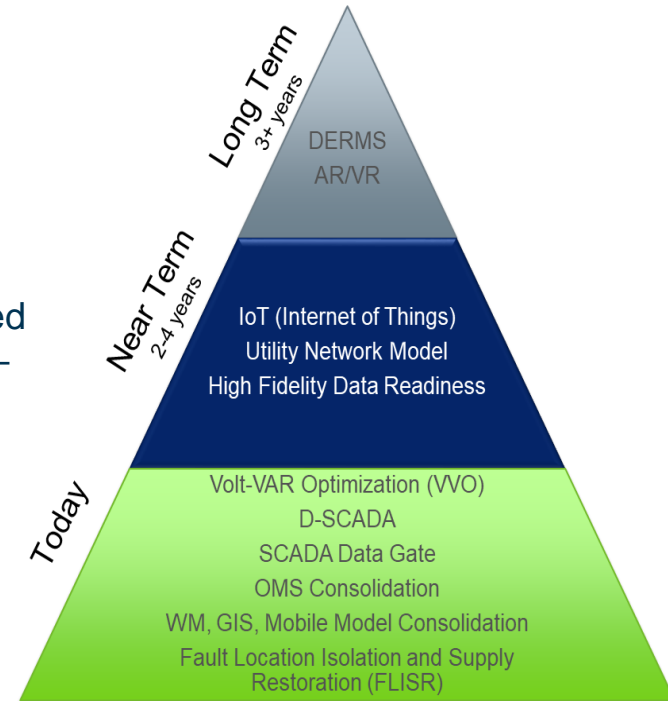 Long Term
3+ years
DERMS
AR/VR
Near Term
2-4 years
ed
–
IoT (Internet of Things)
Utility Network Model
High Fidelity Data Readiness
Today
Volt-VAR Optimization (VVO)
D-SCADA
SCADA Data Gate
OMS Consolidation
WM, GIS, Mobile Model Consolidation
Fault Location Isolation and Supply
Restoration (FLISR)